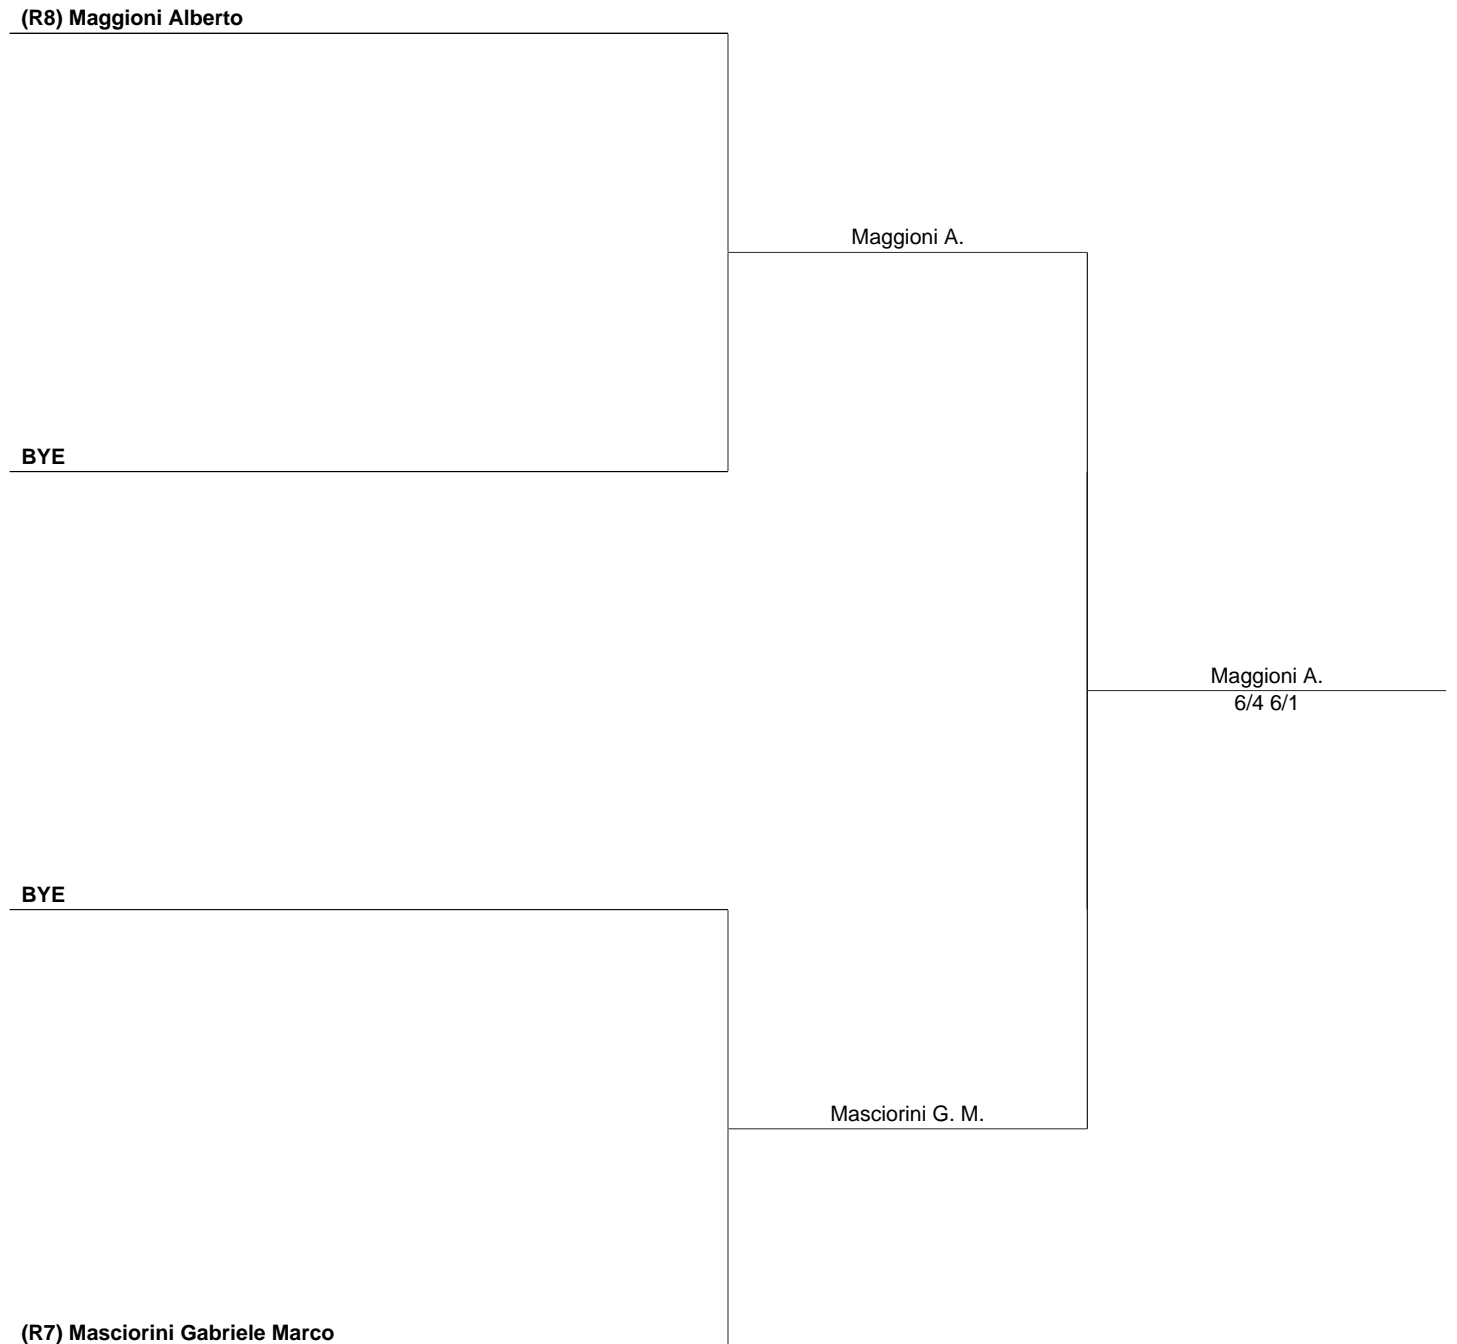 (R8) Maggioni Alberto
Maggioni A.
BYE
Maggioni A.
6/4 6/1
BYE
Masciorini G. M.
(R7) Masciorini Gabriele Marco